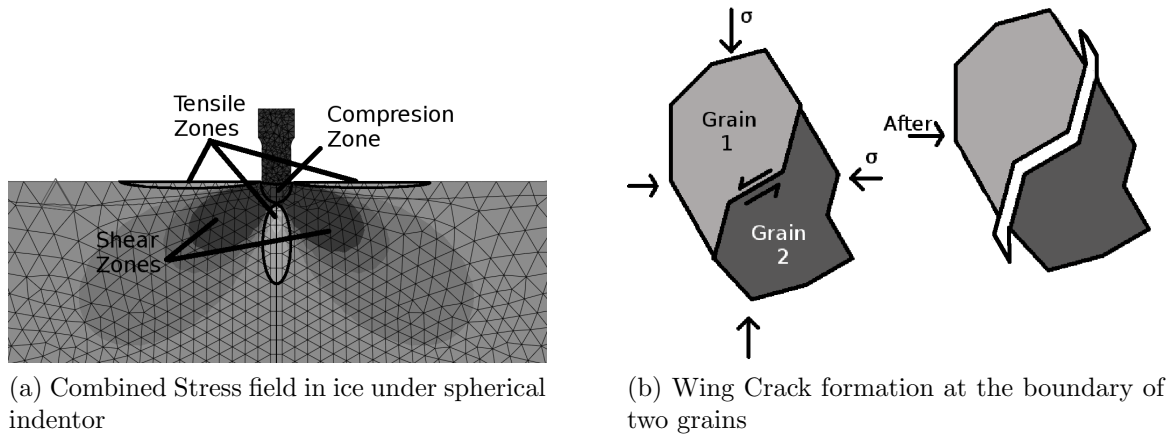 Tensile
Zones
Compresion
Zone
Shear
Zones
(a) Combined Stress field in ice under spherical
indentor
σ
Grain
1
σ
Grain
2
After
(b) Wing Crack formation at the boundary of
two grains